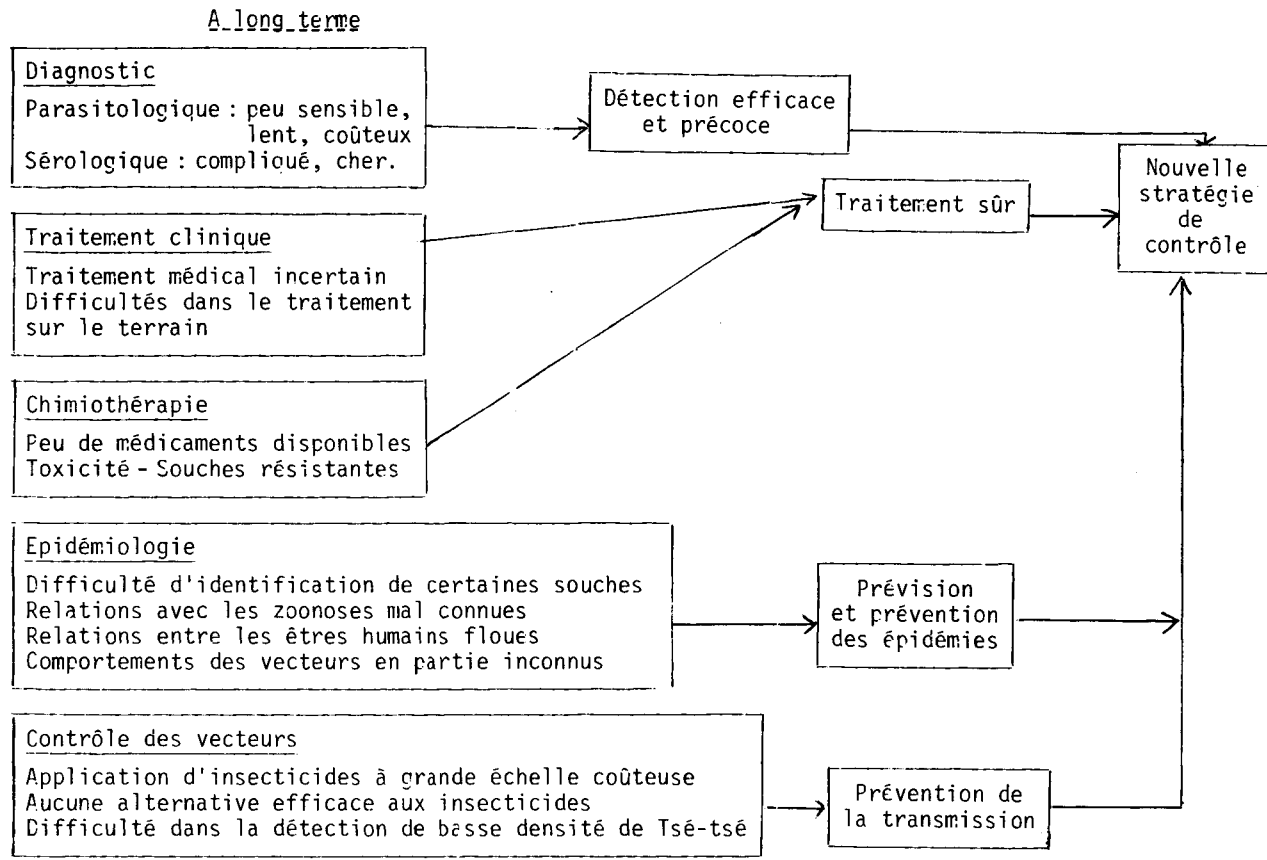 A long terme
Diagnostic
Parasitologique : peu sensible,
lent, coûteux
Sérologique : compliqué, cher.
Détection efficace
et précoce
Nouvelle
stratégie
de
contrôle
Traitement sûr
Traitement clinique
Traitement médical incertain
Difficultés dans le traitement
sur le terrain
Chimiothérapie
Peu de médicaments disponibles
Toxicité - Souches résistantes
Epidémiologie
Difficulté d'identification de certaines souches
Relations avec les zoonoses mal connues
Relations entre les êtres humains floues
Comportements des vecteurs en partie inconnus
Prévision
et prévention
des épidémies
Contrôle des vecteurs
Application d'insecticides à grande échelle coûteuse
Aucune alternative efficace aux insecticides
Difficulté dans la détection de basse densité de Tsé-tsé
Prévention de
la transmission